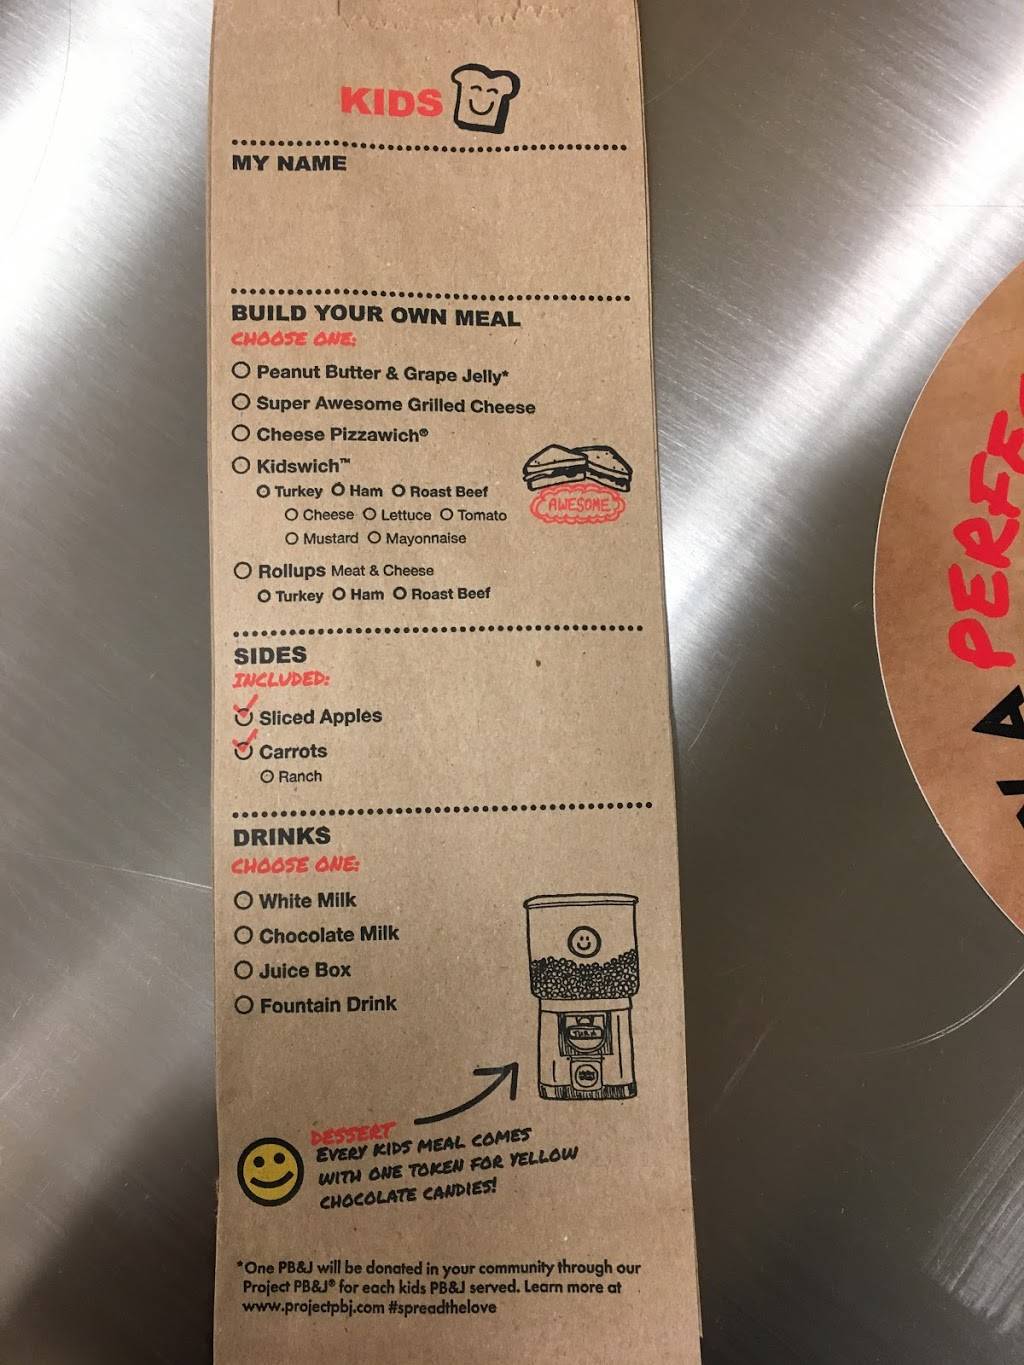 KIDS
MY NAME
BUILD YOUR OWN MEAL
CHOOSE ONE:
Peanut Butter & Grape Jelly*
Super Awesome Grilled Cheese
Cheese Pizzawich®
Kidswich™
Turkey Ham Roast Beef
Cheese Lettuce Tomato
Mustard Mayonnaise
AWESOME
Rollups Meat & Cheese
Turkey Ham Roast Beef
SIDES
INCLUDED:
Sliced Apples
Carrots
Ranch
DRINKS
CHOOSE ONE:
White Milk
Chocolate Milk
Juice Box
Fountain Drink
TURN
DESSERT
EVERY KIDS MEAL COMES
WITH ONE TOKEN FOR YELLOW
CHOCOLATE CANDIES!
*One PB&J will be donated in your community through our
Project PB&J® for each kids PB&J served. Learn more at
www.projectpbj.com #spreadthelove